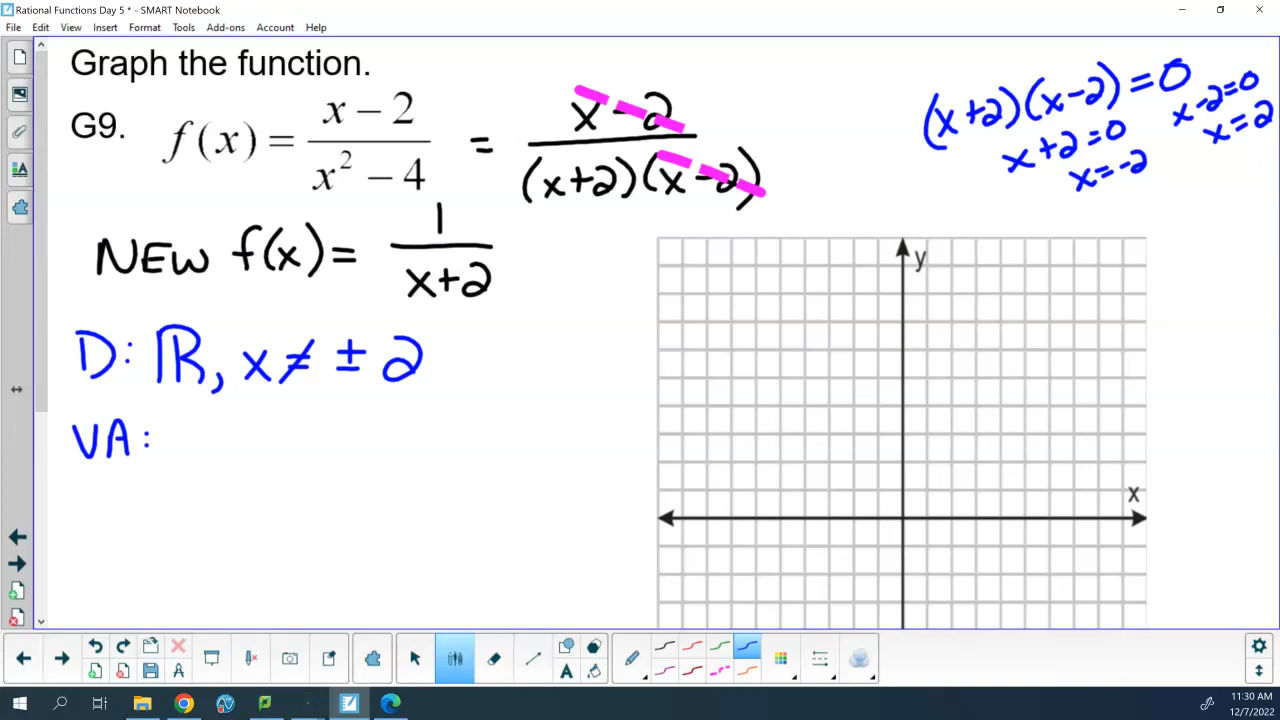 Rational Functions Day 5 * - SMART Notebook
File Edit View Insert Format Tools Add-ons Account Help
Graph the function.
G9. f(x) = (x − 2)/(x² − 4) = (x-2)/((x+2)(x-2))
(x+2)(x-2)=0
x+2=0
x=-2
x-2=0
x=2
NEW f(x)= 1/(x+2)
D: ℝ, x ≠ ± 2
VA:
y
x
11:30 AM
12/7/2022